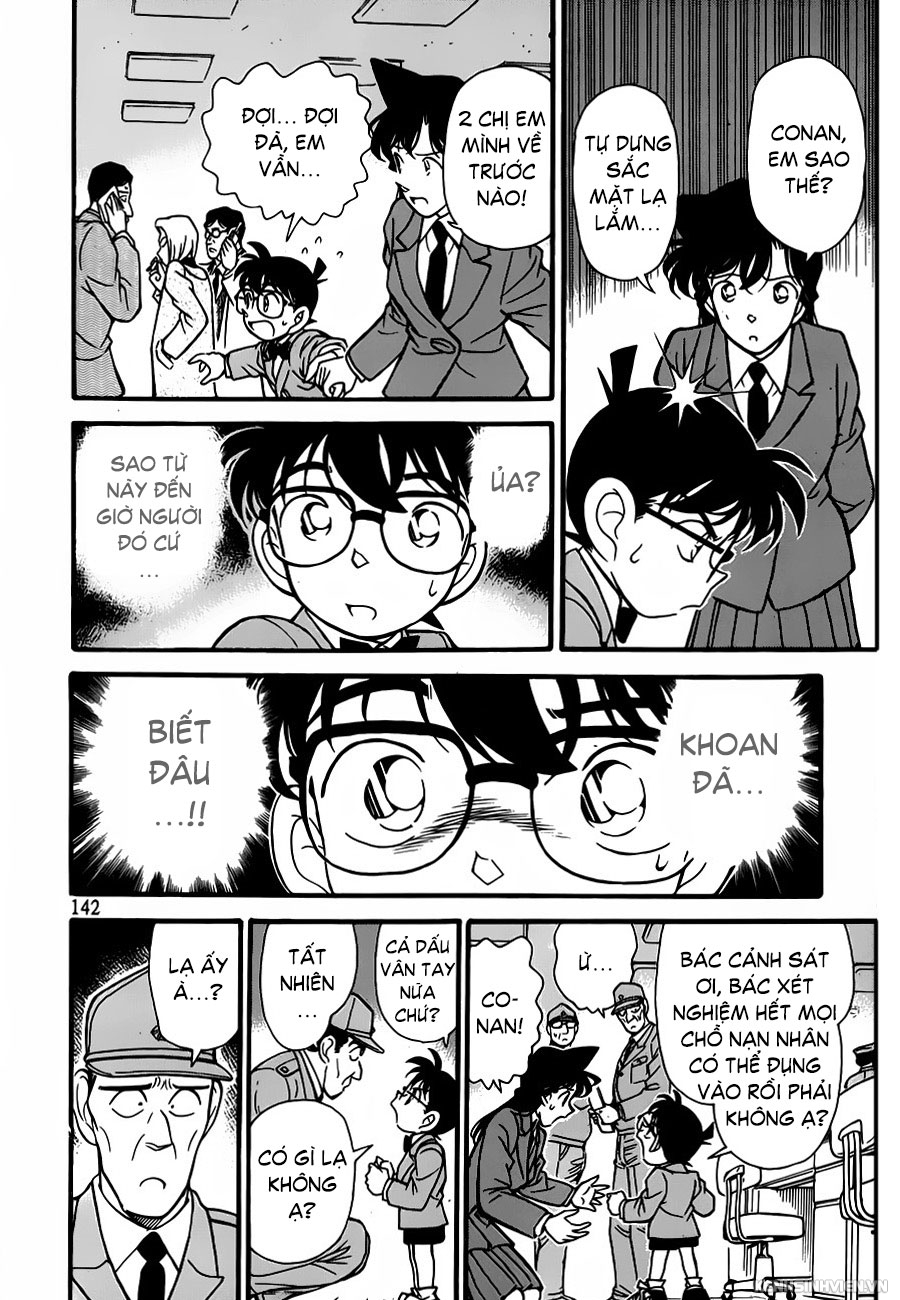 CONAN,
EM SAO
THẾ?
TỰ DƯNG
SẮC
MẶT LẠ
LẮM...
2 CHỊ EM
MÌNH VỀ
TRƯỚC
NÀO!
ĐỢI... ĐỢI
ĐÃ, EM
VẪN...
ỦA?
SAO TỪ
NÃY ĐẾN
GIỜ NGƯỜI
ĐÓ CỨ
...
KHOAN
ĐÃ...
BIẾT
ĐÂU
...!!
142
BÁC CẢNH SÁT
ƠI, BÁC XÉT
NGHIỆM HẾT MỌI
CHỖ NẠN NHÂN
CÓ THỂ ĐỤNG
VÀO RỒI PHẢI
KHÔNG Ạ?
Ừ...
CO-
NAN!
CẢ DẤU
VÂN TAY
NỮA
CHỨ?
TẤT
NHIÊN
...
CÓ GÌ LẠ
KHÔNG
Ạ?
LẠ ẤY
À...?